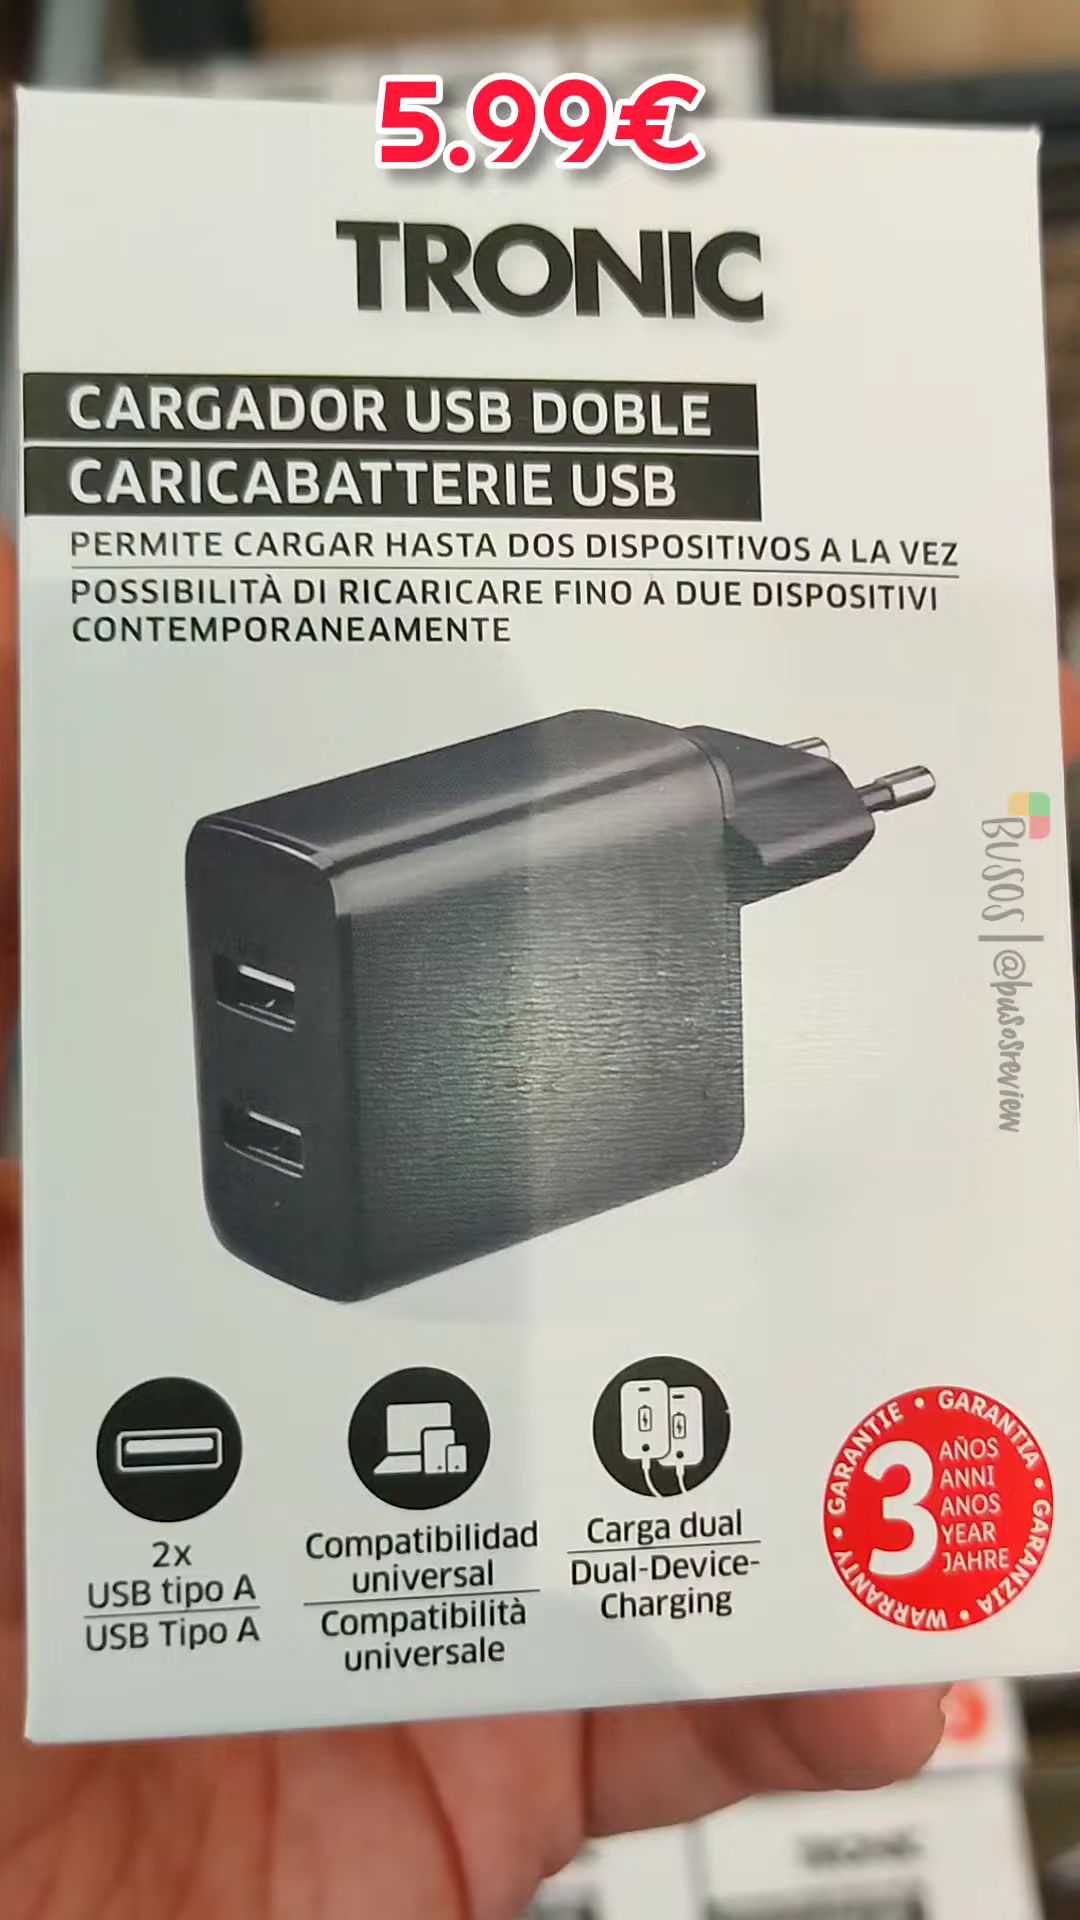 5.99€
TRONIC
CARGADOR USB DOBLE
CARICABATTERIE USB
PERMITE CARGAR HASTA DOS DISPOSITIVOS A LA VEZ
POSSIBILITÀ DI RICARICARE FINO A DUE DISPOSITIVI
CONTEMPORANEAMENTE
BUSOS | @busosreview
2x
USB tipo A
USB Tipo A
Compatibilidad
universal
Compatibilità
universale
Carga dual
Dual-Device-
Charging
GARANTIE • GARANTIA • GARANZIA • WARRANTY •
3
AÑOS
ANNI
ANOS
YEAR
JAHRE